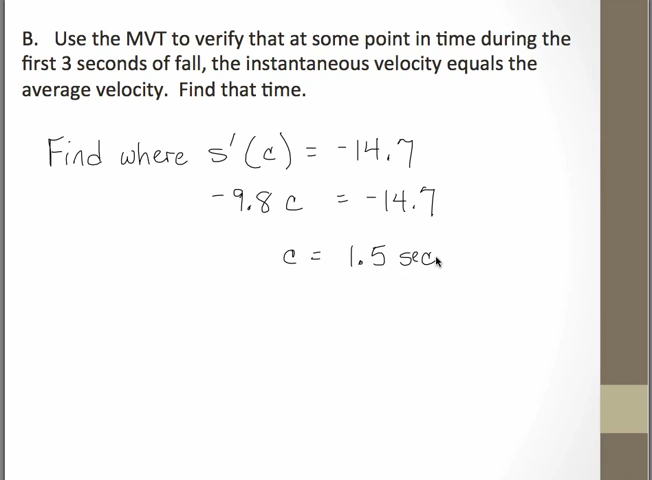 B. Use the MVT to verify that at some point in time during the
first 3 seconds of fall, the instantaneous velocity equals the
average velocity. Find that time.
Find where s'(c) = -14.7
-9.8 c = -14.7
c = 1.5 sec